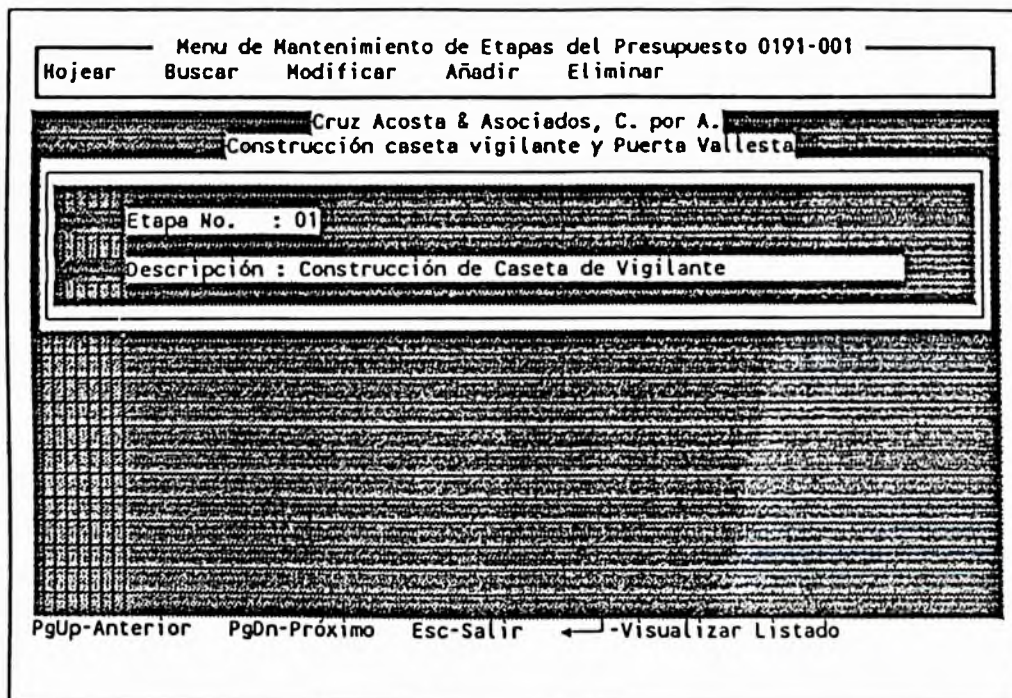 Menu de Mantenimiento de Etapas del Presupuesto 0191-001
Hojear Buscar Modificar Añadir Eliminar
Cruz Acosta & Asociados, C. por A.
Construcción caseta vigilante y Puerta Vallesta
Etapa No. : 01
Descripción : Construcción de Caseta de Vigilante
PgUp-Anterior PgDn-Próximo Esc-Salir ←┘-Visualizar Listado